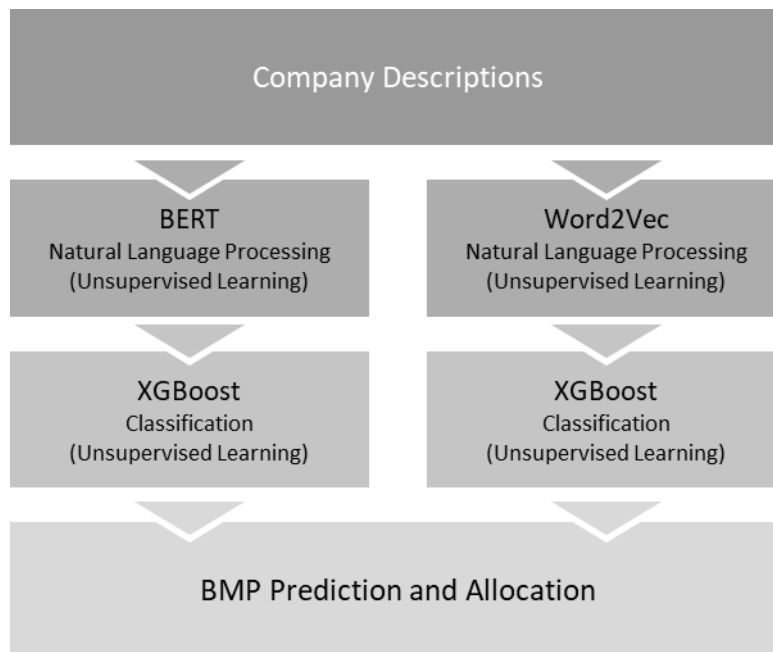 Company Descriptions
BERT
Natural Language Processing
(Unsupervised Learning)
Word2Vec
Natural Language Processing
(Unsupervised Learning)
XGBoost
Classification
(Unsupervised Learning)
XGBoost
Classification
(Unsupervised Learning)
BMP Prediction and Allocation